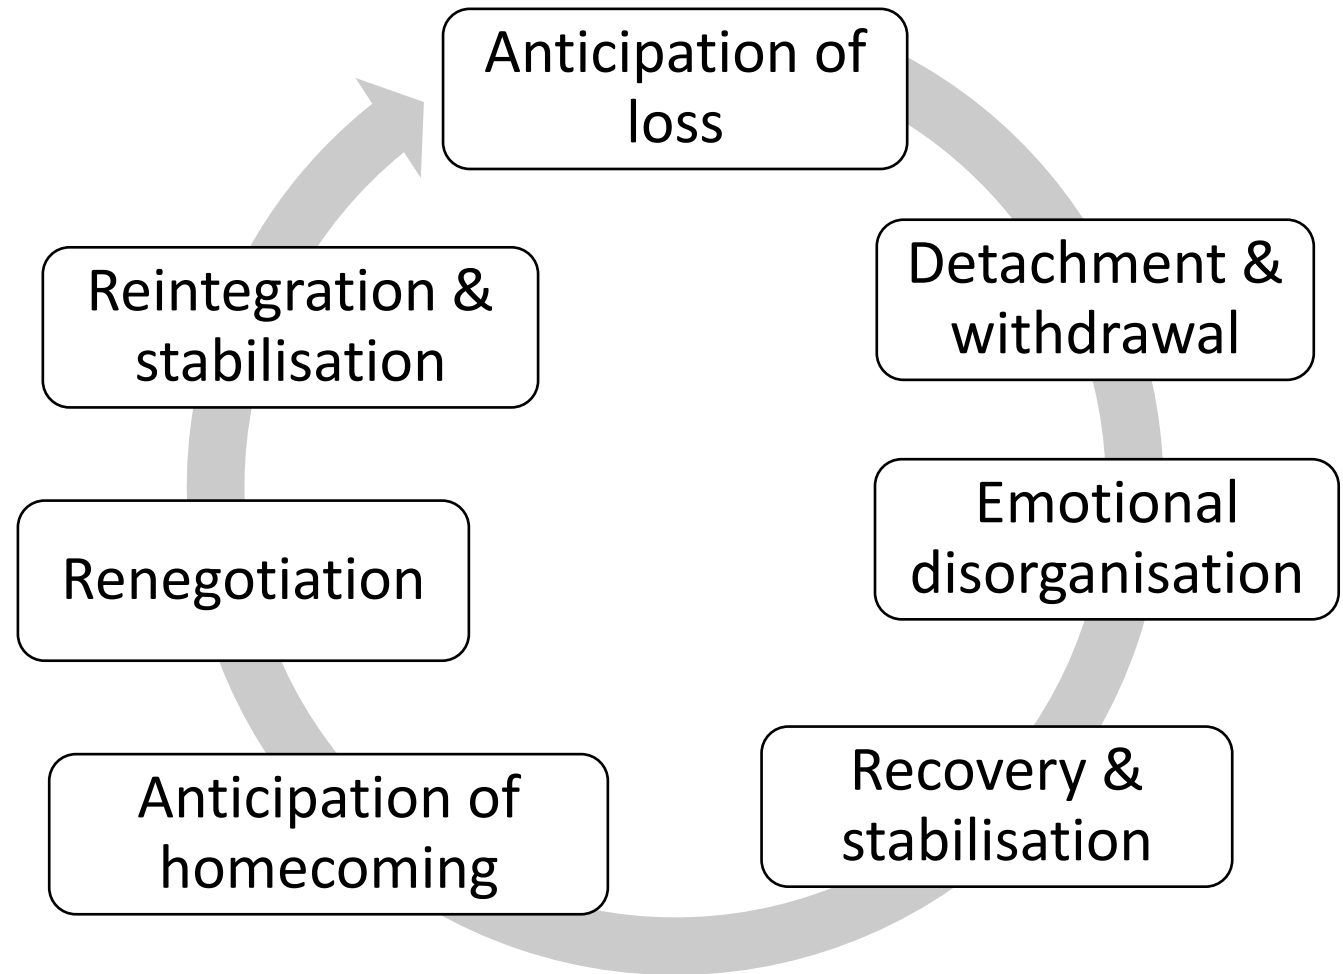 Anticipation of
loss
Detachment &
withdrawal
Emotional
disorganisation
Recovery &
stabilisation
Anticipation of
homecoming
Renegotiation
Reintegration &
stabilisation